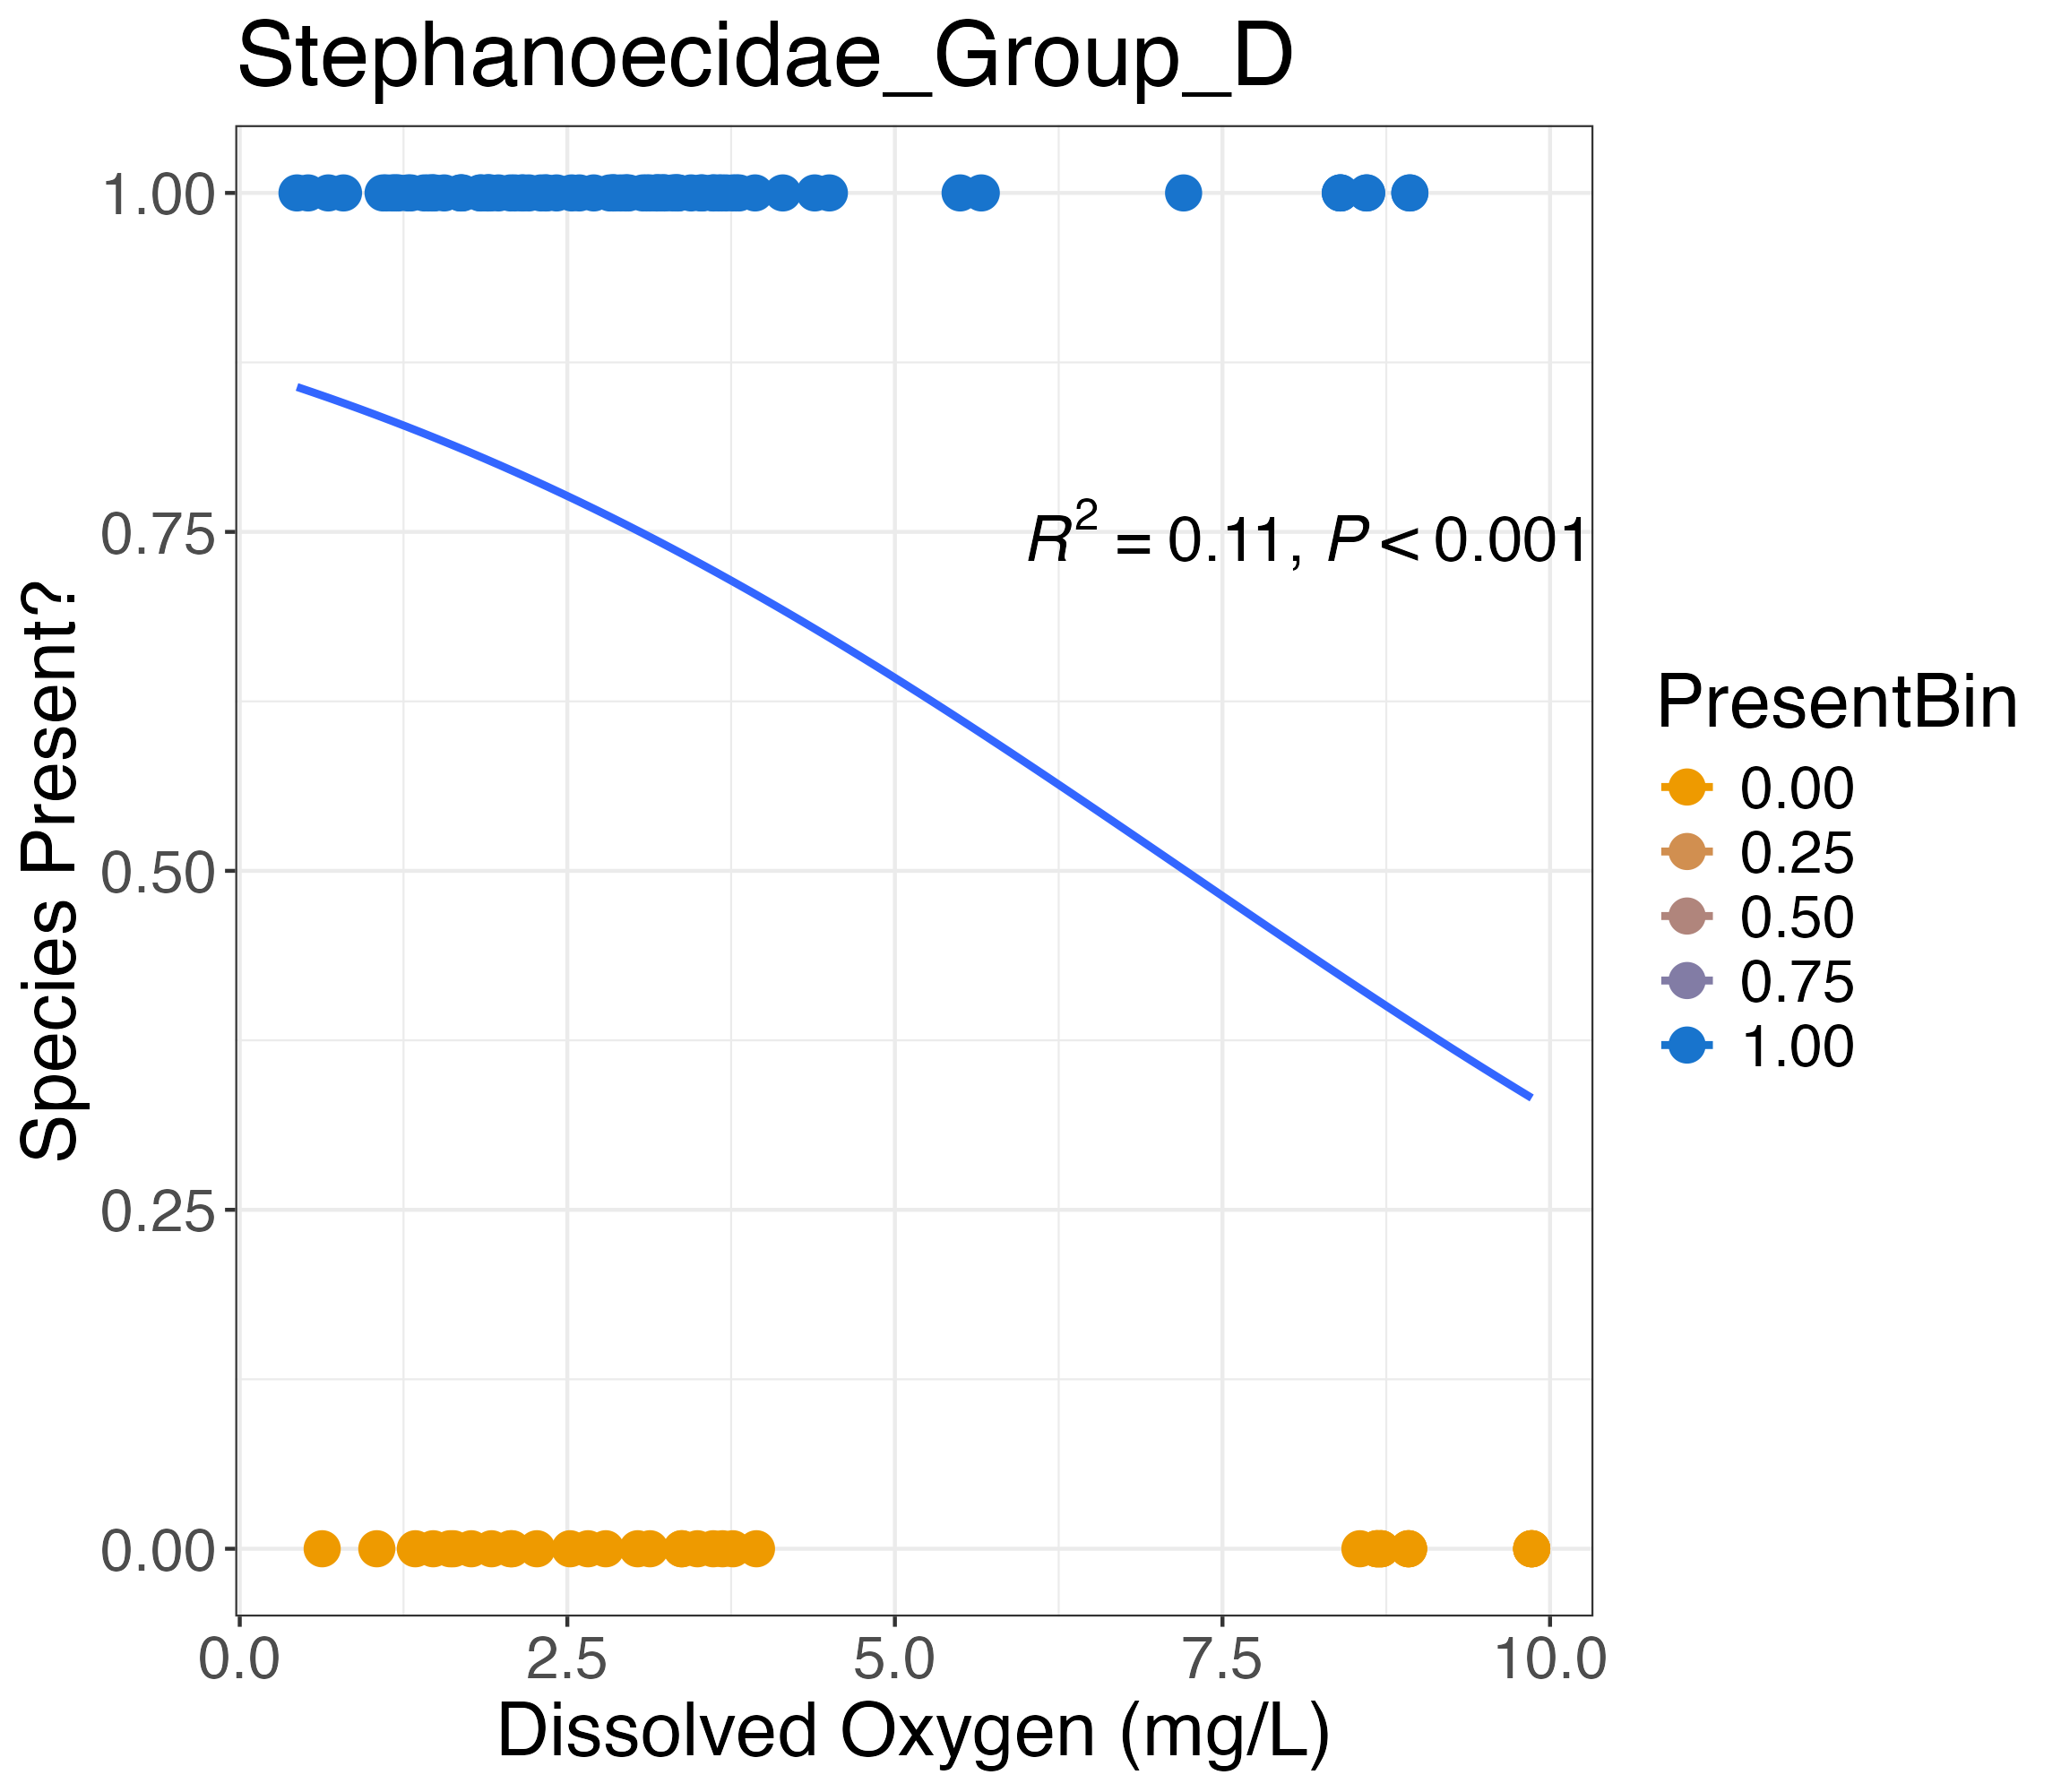 Stephanoecidae_Group_D
1.00
0.75
0.50
0.25
0.00
Species Present?
R² = 0.11, P < 0.001
0.0 2.5 5.0 7.5 10.0
Dissolved Oxygen (mg/L)
PresentBin
0.00
0.25
0.50
0.75
1.00